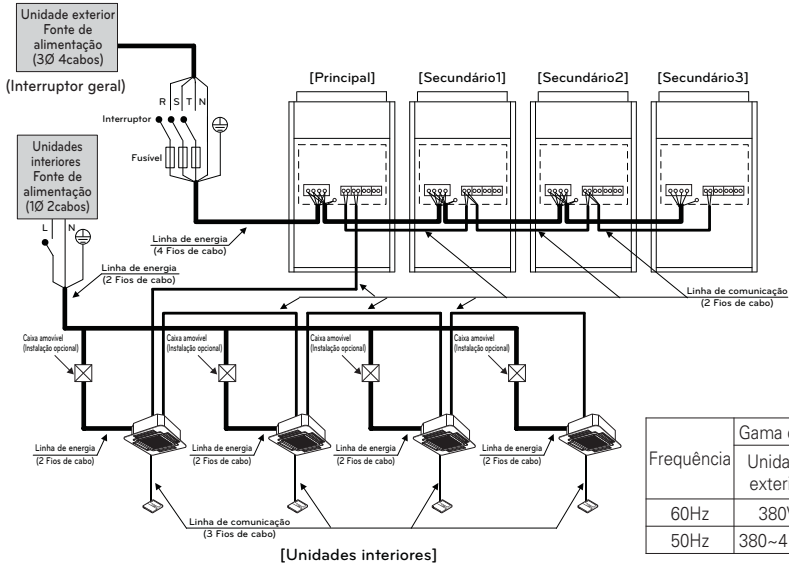 Unidade exterior
Fonte de
alimentação
(3Ø 4cabos)
(Interruptor geral)
R S T N
Interruptor
Fusível
[Principal]
[Secundário1]
[Secundário2]
[Secundário3]
Unidades
interiores
Fonte de
alimentação
(1Ø 2cabos)
L N
Linha de energia
(4 Fios de cabo)
Linha de energia
(2 Fios de cabo)
Linha de comunicação
(2 Fios de cabo)
Caixa amovível
(Instalação opcional)
Caixa amovível
(Instalação opcional)
Caixa amovível
(Instalação opcional)
Caixa amovível
(Instalação opcional)
Linha de energia
(2 Fios de cabo)
Linha de energia
(2 Fios de cabo)
Linha de energia
(2 Fios de cabo)
Linha de energia
(2 Fios de cabo)
Linha de comunicação
(3 Fios de cabo)
[Unidades interiores]
Frequência
Gama
60Hz 380
50Hz